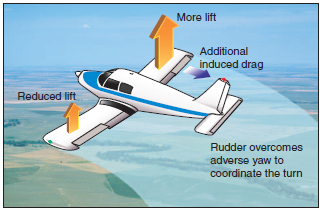 More lift
Additional
induced drag
Reduced lift
Rudder overcomes
adverse yaw to
coordinate the turn